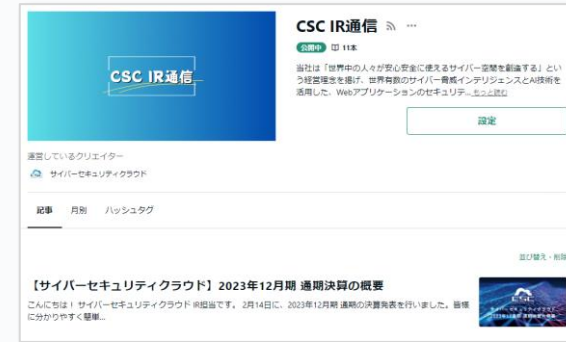 CSC IR通信
CSC IR通信
公開中 11本
当社は「世界中の人々が安心安全に使えるサイバー空間を創造する」とい
う経営理念を掲げ、世界有数のサイバー脅威インテリジェンスとAI技術を
活用した、Webアプリケーションのセキュリテ... もっと読む
設定
運営しているクリエイター
サイバーセキュリティクラウド
記事 月別 ハッシュタグ
並び替え・削除
【サイバーセキュリティクラウド】2023年12月期 通期決算の概要
こんにちは！ サイバーセキュリティクラウド IR担当です。 2月14日に、2023年12月期 通期の決算発表を行いました。皆様
に分かりやすく簡単...
CSC